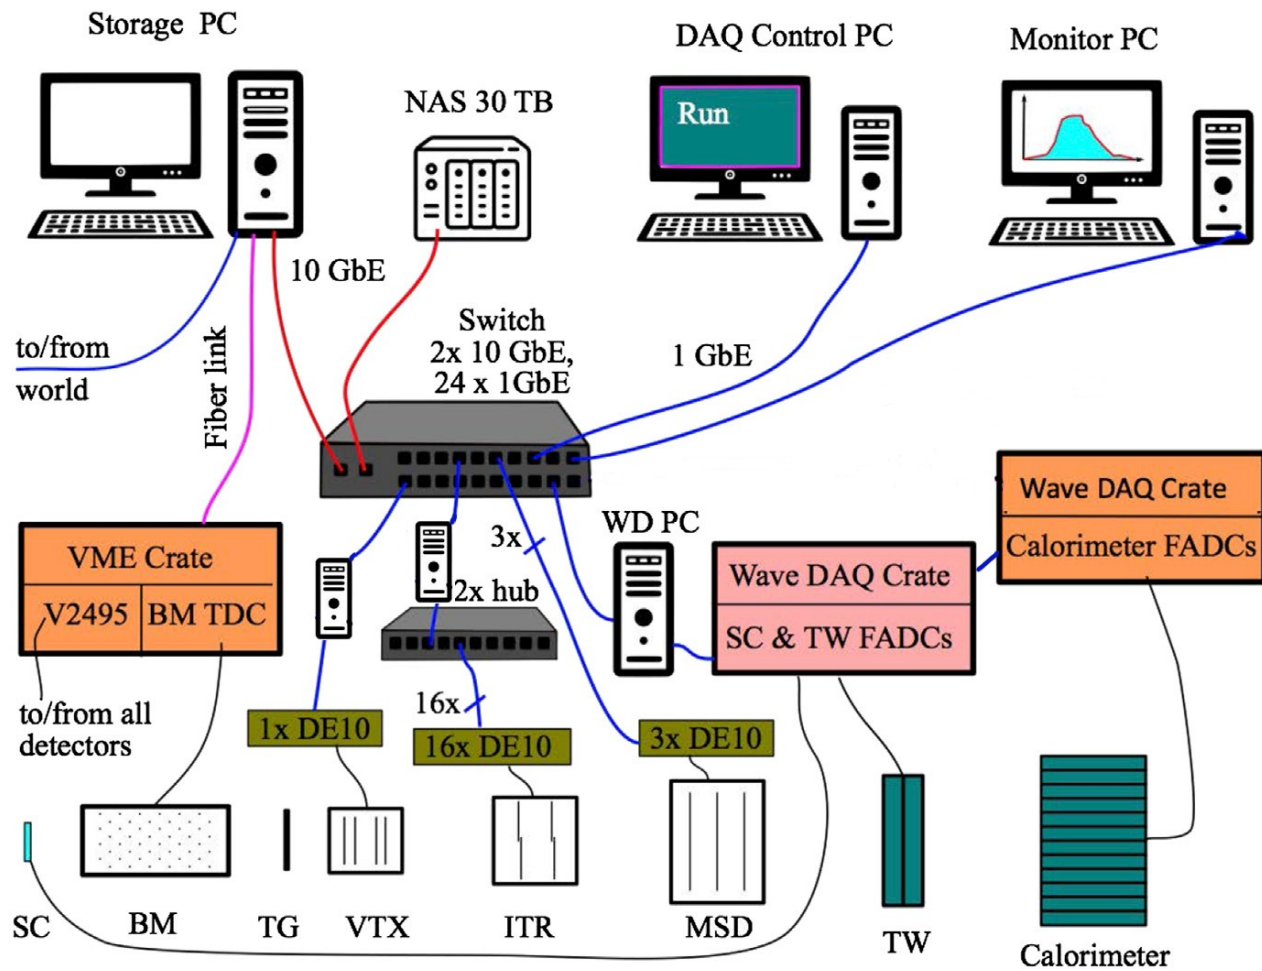 Storage PC
DAQ Control PC
Monitor PC
NAS 30 TB
Run
10 GbE
to/from
world
Fiber link
Switch
2x 10 GbE,
24 x 1GbE
1 GbE
VME Crate
V2495
BM TDC
to/from all
detectors
2x hub
3x
WD PC
Wave DAQ Crate
SC & TW FADCs
Wave DAQ Crate
Calorimeter FADCs
16x
1x DE10
16x DE10
3x DE10
SC
BM
TG
VTX
ITR
MSD
TW
Calorimeter